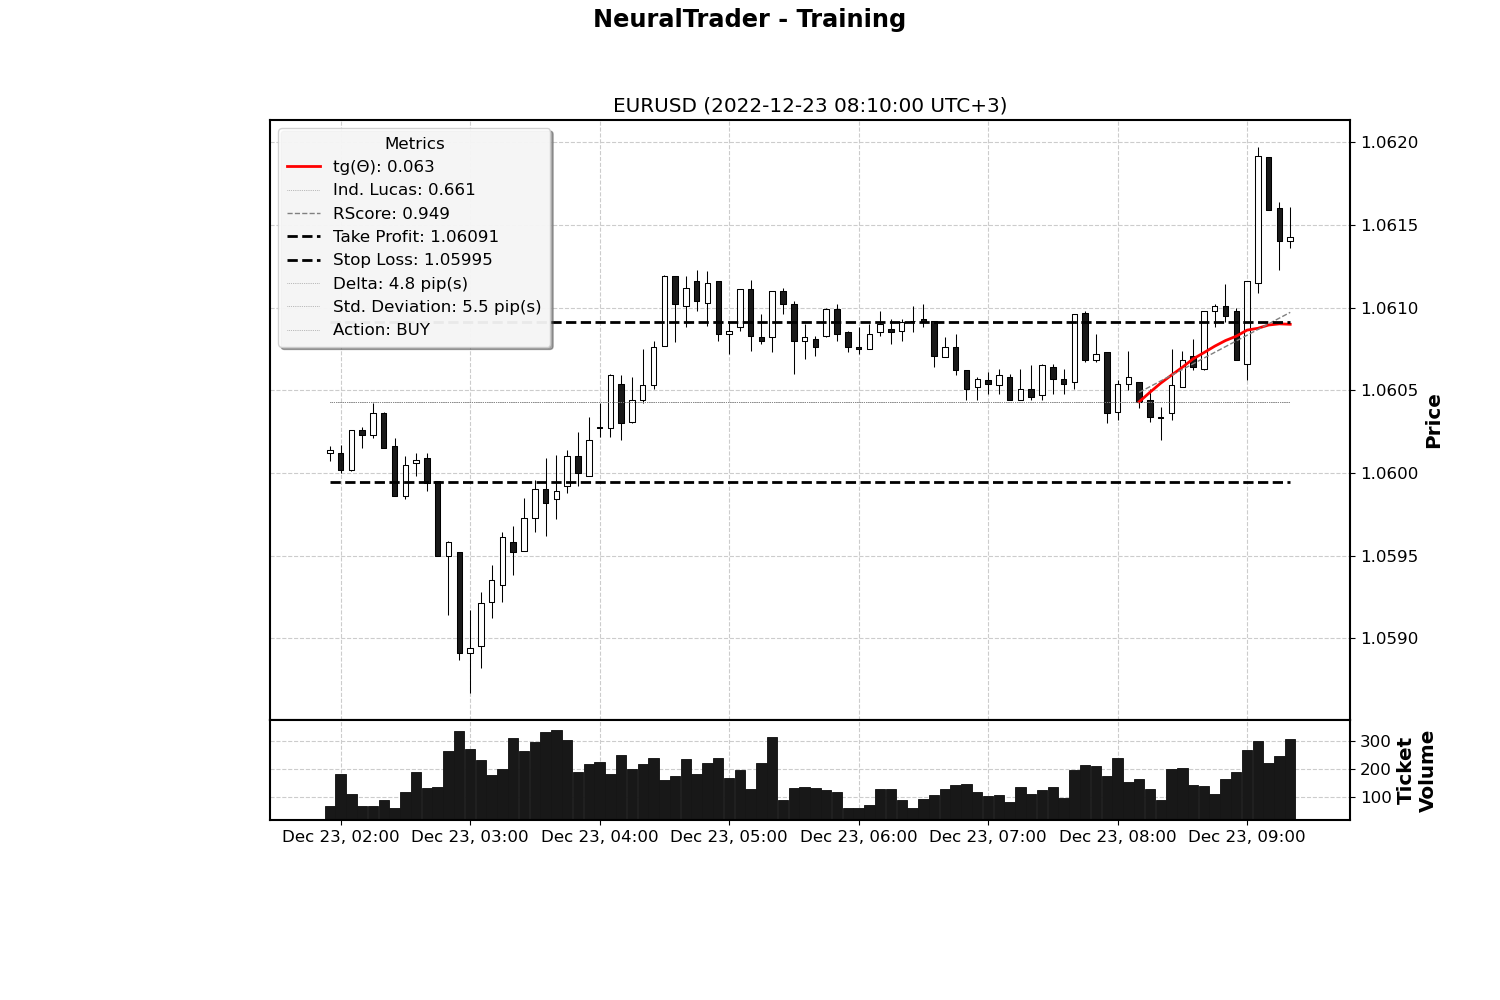 NeuralTrader - Training
EURUSD (2022-12-23 08:10:00 UTC+3)
Metrics
tg(Θ): 0.063
Ind. Lucas: 0.661
RScore: 0.949
Take Profit: 1.06091
Stop Loss: 1.05995
Delta: 4.8 pip(s)
Std. Deviation: 5.5 pip(s)
Action: BUY
1.0620
1.0615
1.0610
1.0605
1.0600
1.0595
1.0590
Price
300
200
100
Ticket
Volume
Dec 23, 02:00
Dec 23, 03:00
Dec 23, 04:00
Dec 23, 05:00
Dec 23, 06:00
Dec 23, 07:00
Dec 23, 08:00
Dec 23, 09:00